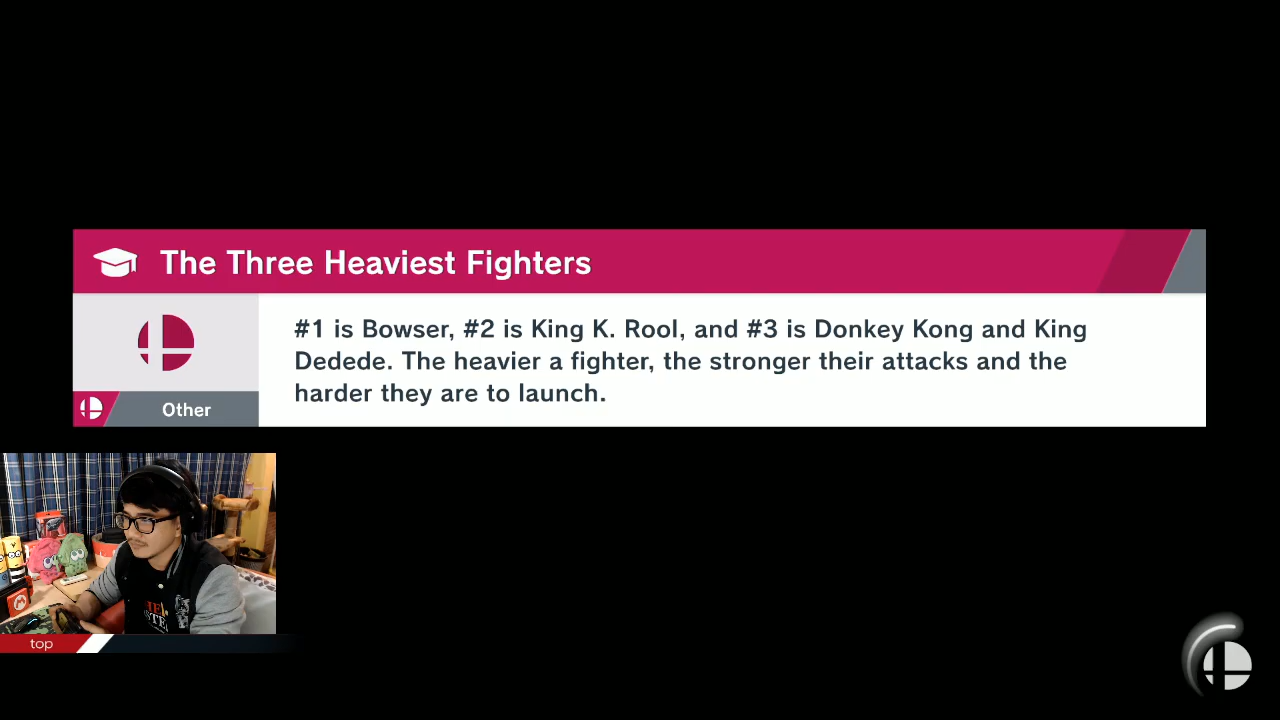 The Three Heaviest Fighters
#1 is Bowser, #2 is King K. Rool, and #3 is Donkey Kong and King
Dedede. The heavier a fighter, the stronger their attacks and the
harder they are to launch.
Other
top